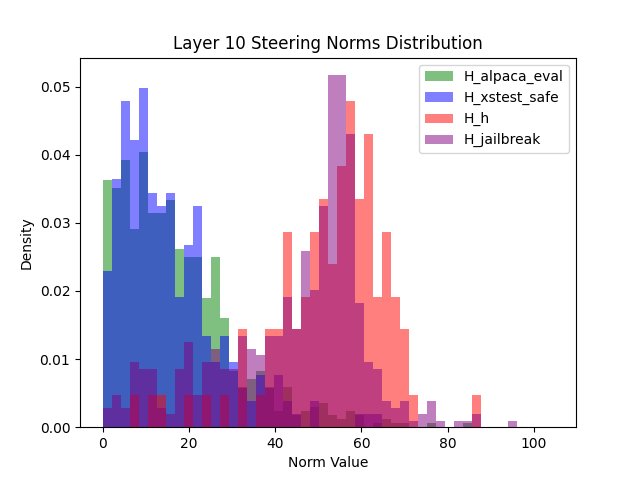 Layer 10 Steering Norms Distribution
H_alpaca_eval
H_xstest_safe
H_h
H_jailbreak
0.05
0.04
0.03
0.02
0.01
0.00
Density
0
20
40
60
80
100
Norm Value